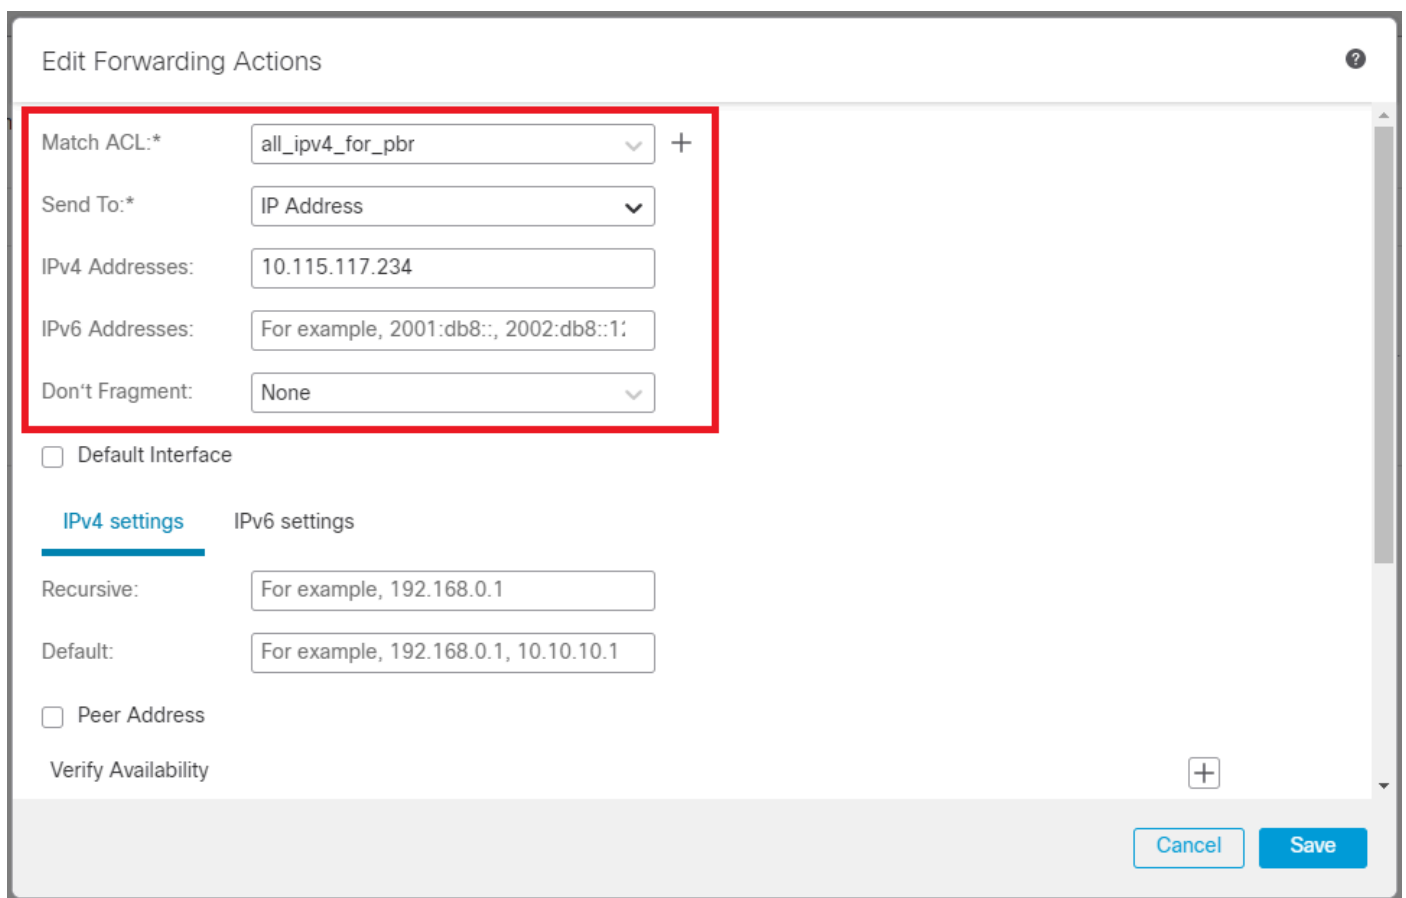 Edit Forwarding Actions
?
Match ACL:* all_ipv4_for_pbr
Send To:* IP Address
IPv4 Addresses: 10.115.117.234
IPv6 Addresses: For example, 2001:db8::, 2002:db8::12
Don't Fragment: None
Default Interface
IPv4 settings IPv6 settings
Recursive: For example, 192.168.0.1
Default: For example, 192.168.0.1, 10.10.10.1
Peer Address
Verify Availability
Cancel Save